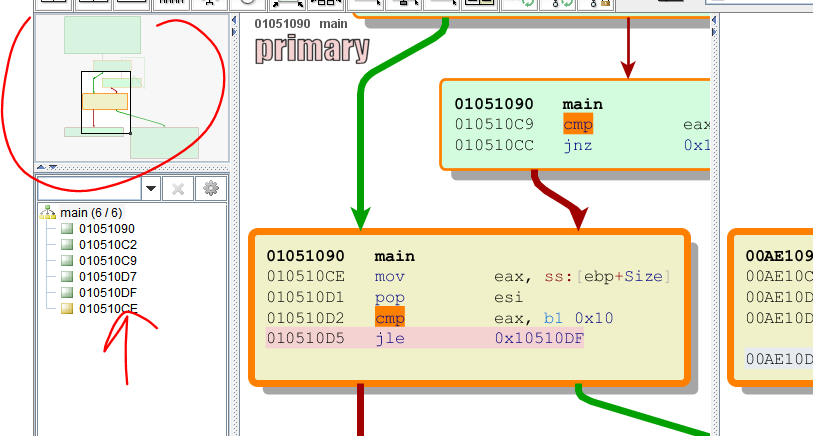 01051090 main
primary
01051090 main
010510C9 cmp eax
010510CC jnz 0x1
main (6 / 6)
01051090
010510C2
010510C9
010510D7
010510DF
010510CE
01051090 main
010510CE mov eax, ss:[ebp+Size]
010510D1 pop esi
010510D2 cmp eax, b1 0x10
010510D5 jle 0x10510DF
00AE109
00AE10C
00AE10D
00AE10D
00AE10D